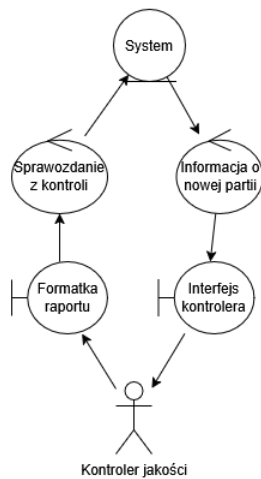 System
Sprawozdanie
z kontroli
Informacja o
nowej partii
Formatka
raportu
Interfejs
kontrolera
Kontroler jakości